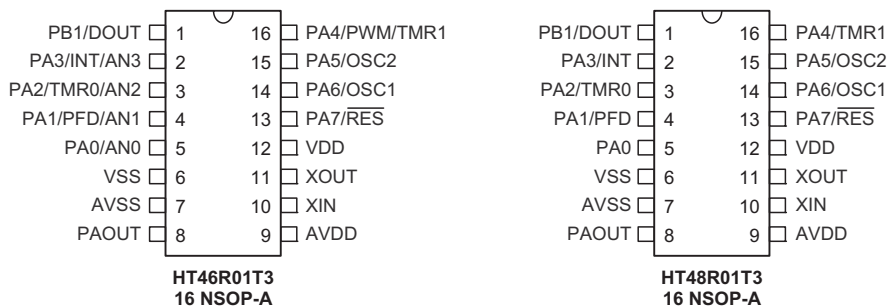 PB1/DOUT 1 16 PA4/PWM/TMR1
PA3/INT/AN3 2 15 PA5/OSC2
PA2/TMR0/AN2 3 14 PA6/OSC1
PA1/PFD/AN1 4 13 PA7/RES
PA0/AN0 5 12 VDD
VSS 6 11 XOUT
AVSS 7 10 XIN
PAOUT 8 9 AVDD
HT46R01T3
16 NSOP-A
PB1/DOUT 1 16 PA4/TMR1
PA3/INT 2 15 PA5/OSC2
PA2/TMR0 3 14 PA6/OSC1
PA1/PFD 4 13 PA7/RES
PA0 5 12 VDD
VSS 6 11 XOUT
AVSS 7 10 XIN
PAOUT 8 9 AVDD
HT48R01T3
16 NSOP-A